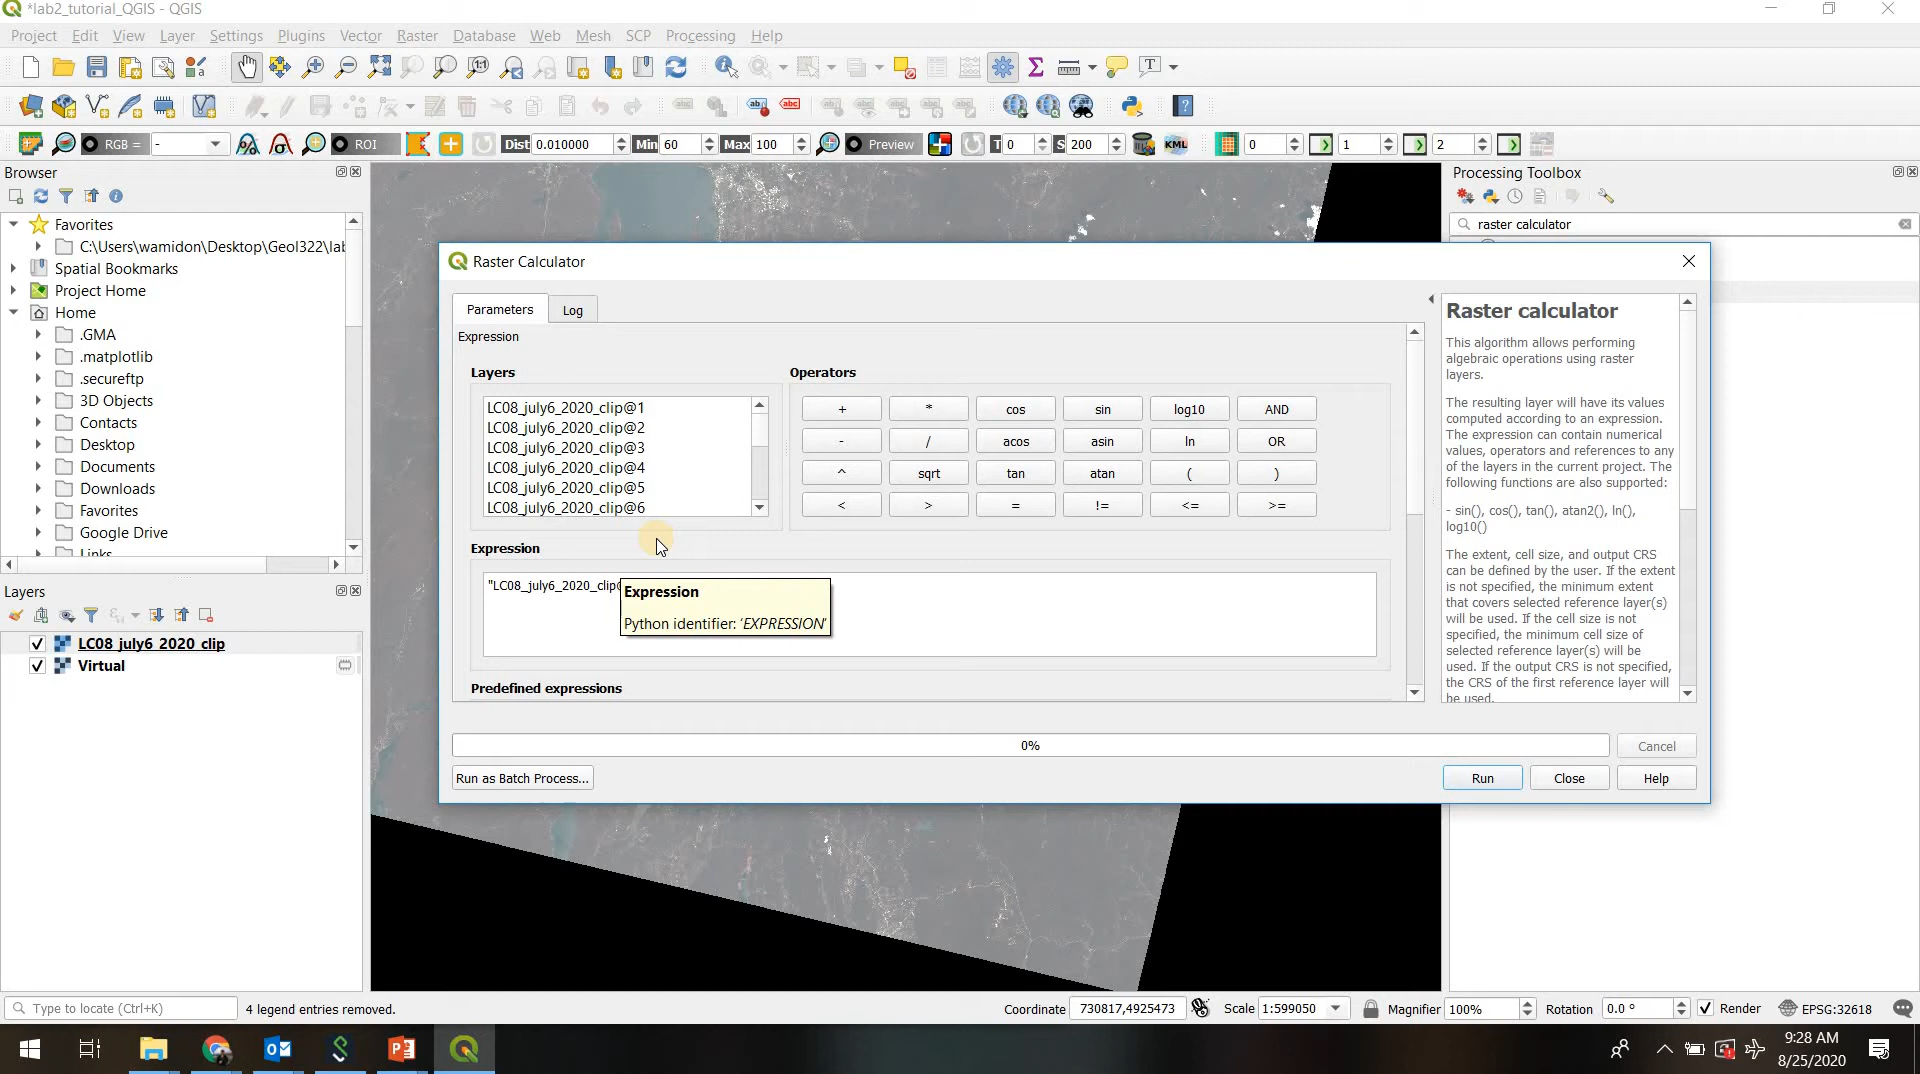 *lab2_tutorial_QGIS - QGIS
Project Edit View Layer Settings Plugins Vector Raster Database Web Mesh SCP Processing Help
RGB = - ROI Dist 0.010000 Min 60 Max 100 Preview T 0 S 200 KML 0 1 2
Browser
Favorites
C:\Users\wamidon\Desktop\Geol322\lab
Spatial Bookmarks
Project Home
Home
.GMA
.matplotlib
.secureftp
3D Objects
Contacts
Desktop
Documents
Downloads
Favorites
Google Drive
Links
Layers
LC08_july6_2020_clip
Virtual
Processing Toolbox
raster calculator
Raster Calculator
Parameters Log
Expression
Layers
LC08_july6_2020_clip@1
LC08_july6_2020_clip@2
LC08_july6_2020_clip@3
LC08_july6_2020_clip@4
LC08_july6_2020_clip@5
LC08_july6_2020_clip@6
Operators
+ * cos sin log10 AND
- / acos asin ln OR
^ sqrt tan atan ( )
< > = != <= >=
Expression
"LC08_july6_2020_clip
Expression
Python identifier: ‘EXPRESSION’
Predefined expressions
Raster calculator
This algorithm allows performing
algebraic operations using raster
layers.
The resulting layer will have its values
computed according to an expression.
The expression can contain numerical
values, operators and references to any
of the layers in the current project. The
following functions are also supported:
- sin(), cos(), tan(), atan2(), ln(),
log10()
The extent, cell size, and output CRS
can be defined by the user. If the extent
is not specified, the minimum extent
that covers selected reference layer(s)
will be used. If the cell size is not
specified, the minimum cell size of
selected reference layer(s) will be
used. If the output CRS is not specified,
the CRS of the first reference layer will
be used.
0%
Cancel
Run as Batch Process...
Run Close Help
Type to locate (Ctrl+K) 4 legend entries removed. Coordinate 730817,4925473 Scale 1:599050 Magnifier 100% Rotation 0.0 ° Render EPSG:32618
9:28 AM
8/25/2020